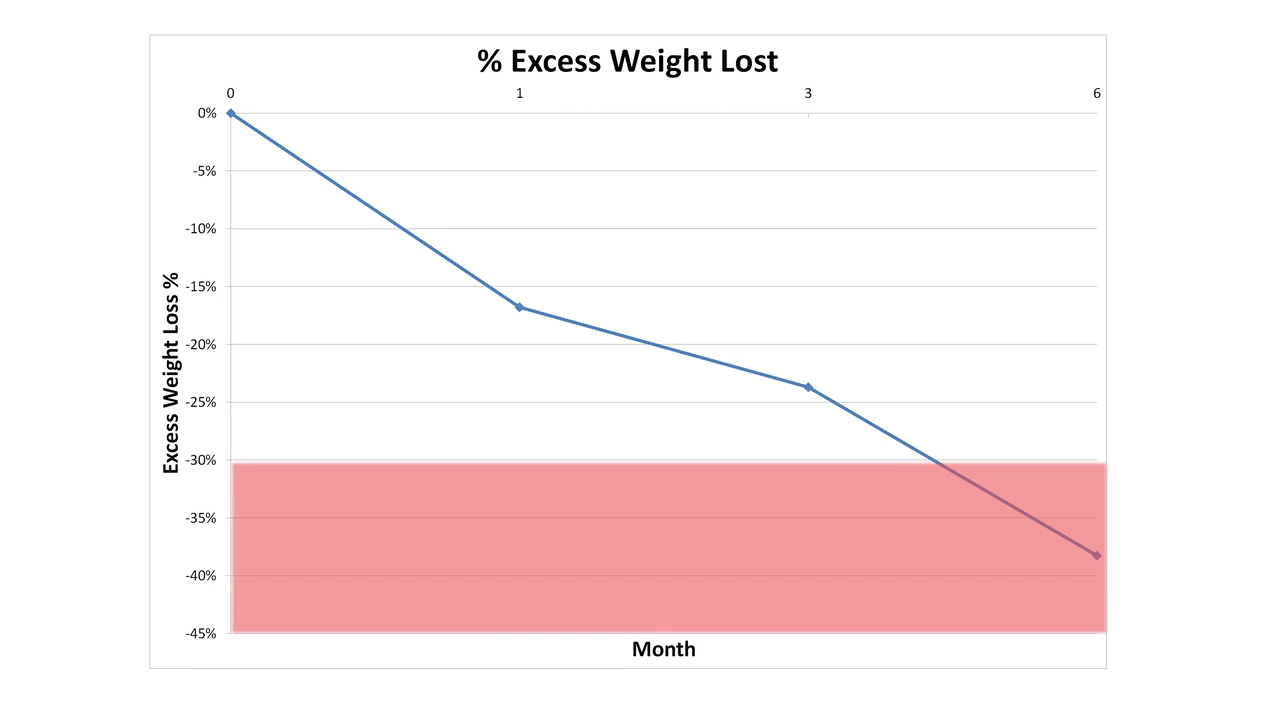 % Excess Weight Lost
0 1 3 6
0%
-5%
-10%
-15%
-20%
-25%
-30%
-35%
-40%
-45%
Excess Weight Loss %
Month